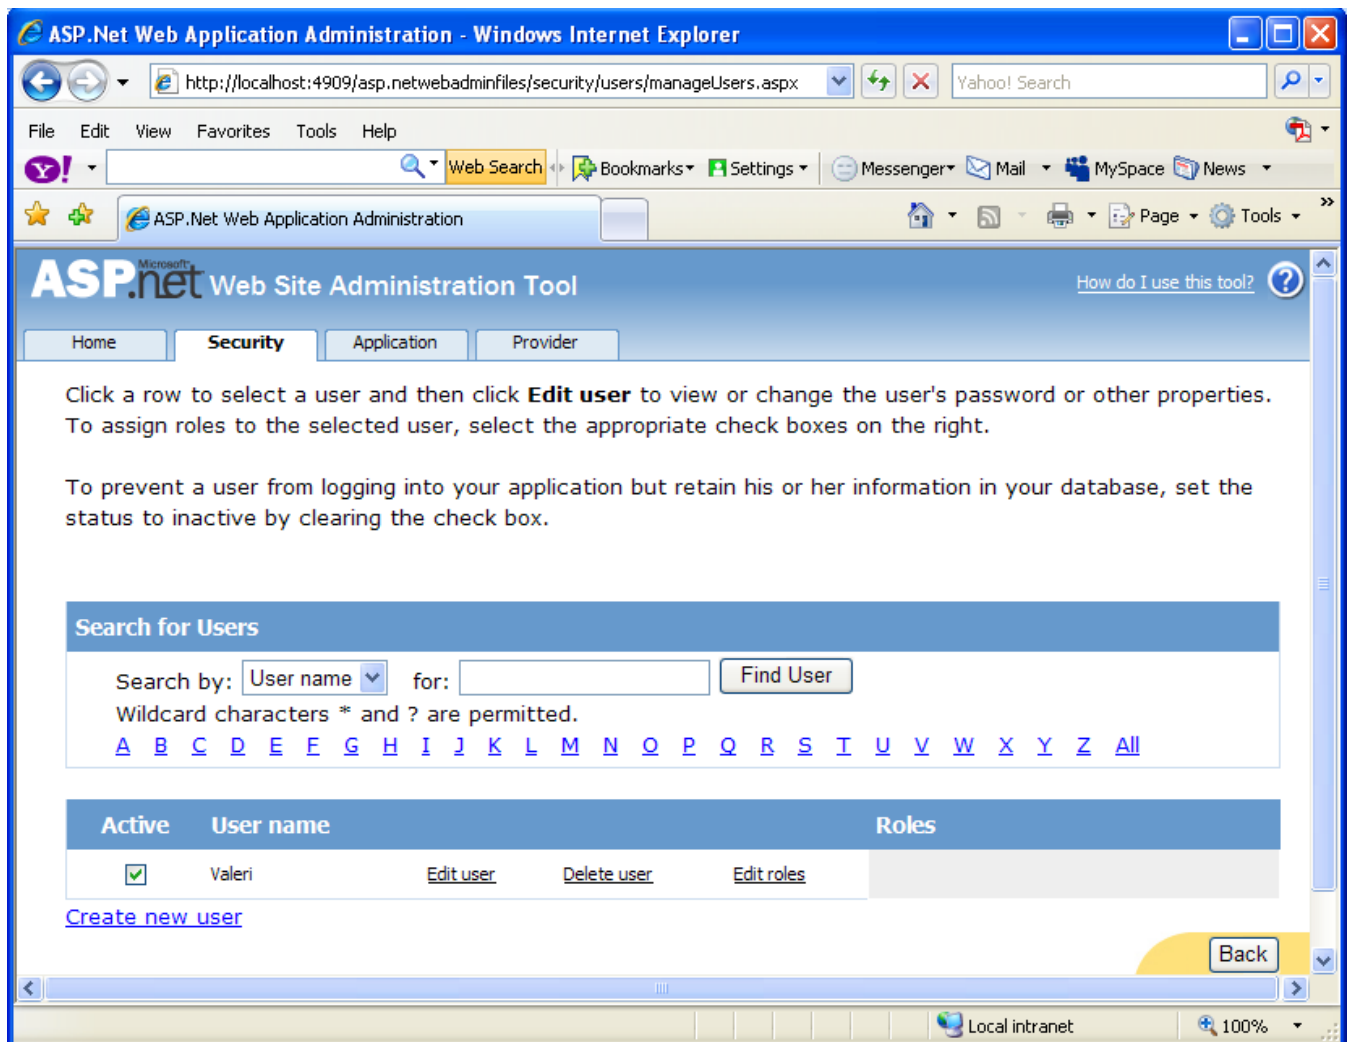 ASP.Net Web Application Administration - Windows Internet Explorer
http://localhost:4909/asp.netwebadminfiles/security/users/manageUsers.aspx
Yahoo! Search
File Edit View Favorites Tools Help
Y! Web Search Bookmarks Settings Messenger Mail MySpace News
ASP.Net Web Application Administration
Page Tools »
Microsoft ASP.net Web Site Administration Tool
How do I use this tool? ?
Home Security Application Provider
Click a row to select a user and then click Edit user to view or change the user's password or other properties.
To assign roles to the selected user, select the appropriate check boxes on the right.
To prevent a user from logging into your application but retain his or her information in your database, set the
status to inactive by clearing the check box.
Search for Users
Search by: User name for: Find User
Wildcard characters * and ? are permitted.
A B C D E F G H I J K L M N O P Q R S T U V W X Y Z All
Active User name Roles
Valeri Edit user Delete user Edit roles
Create new user
Back
Local intranet 100%